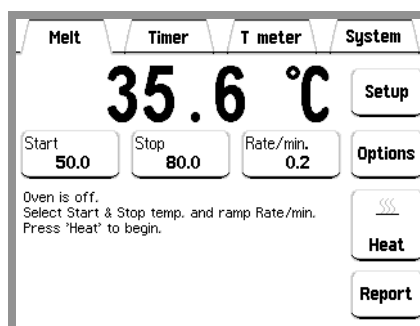 Melt Timer T meter System
35.6 °C
Setup
Start Stop Rate/min.
50.0 80.0 0.2
Options
Oven is off.
Select Start & Stop temp. and ramp Rate/min.
Press 'Heat' to begin.
Heat
Report